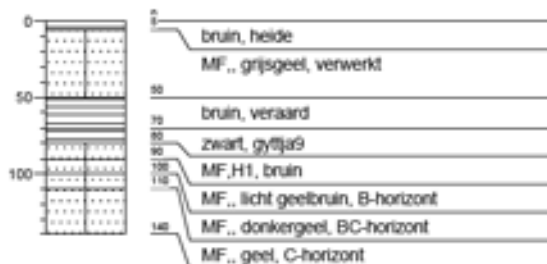 0
0
5
bruin, heide
MF,, grijsgeel, verwerkt
50
50
bruin, veraard
70
zwart, gyttja9
80
90
MF,H1, bruin
100
100
MF,, licht geelbruin, B-horizont
110
MF,, donkergeel, BC-horizont
140
MF,, geel, C-horizont